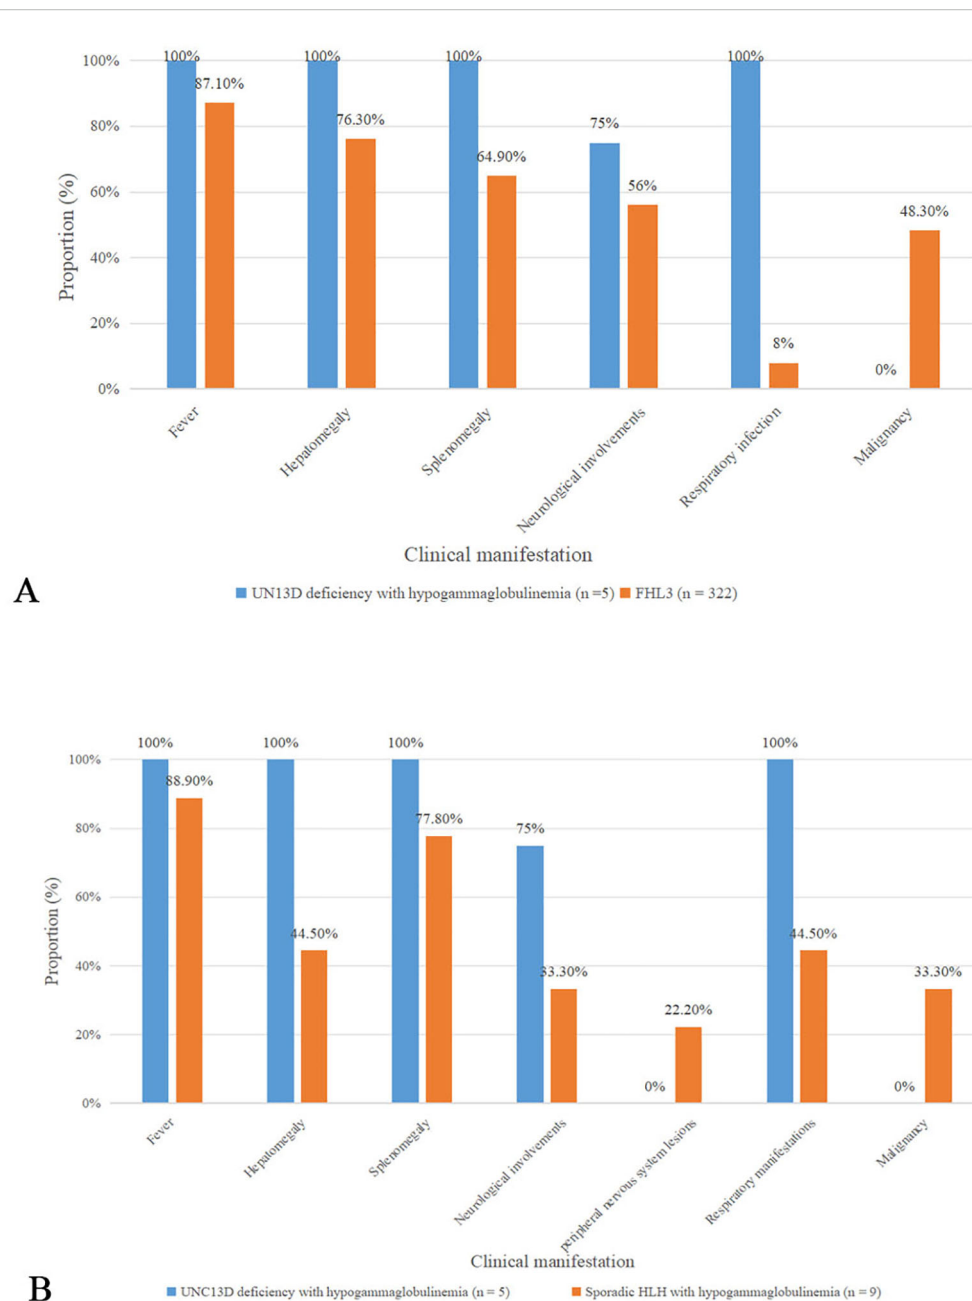 100% 100% 100% 100%
100%
87.10%
80%
76.30%
75%
64.90%
60%
56%
48.30%
40%
20%
8%
0%
0%
Proportion (%)
Fever
Hepatomegaly
Splenomegaly
Neurological involvements
Respiratory infection
Malignancy
Clinical manifestation
A
UN13D deficiency with hypogammaglobulinemia (n =5) FHL3 (n = 322)
100% 100% 100% 100%
100%
88.90%
80%
77.80%
75%
60%
44.50% 44.50%
40%
33.30% 33.30%
22.20%
20%
0% 0%
0%
Proportion (%)
Fever
Hepatomegaly
Splenomegaly
Neurological involvements
peripheral nervous system lesions
Respiratory manifestations
Malignancy
Clinical manifestation
B
UNC13D deficiency with hypogammaglobulinemia (n = 5) Sporadic HLH with hypogammaglobulinemia (n = 9)